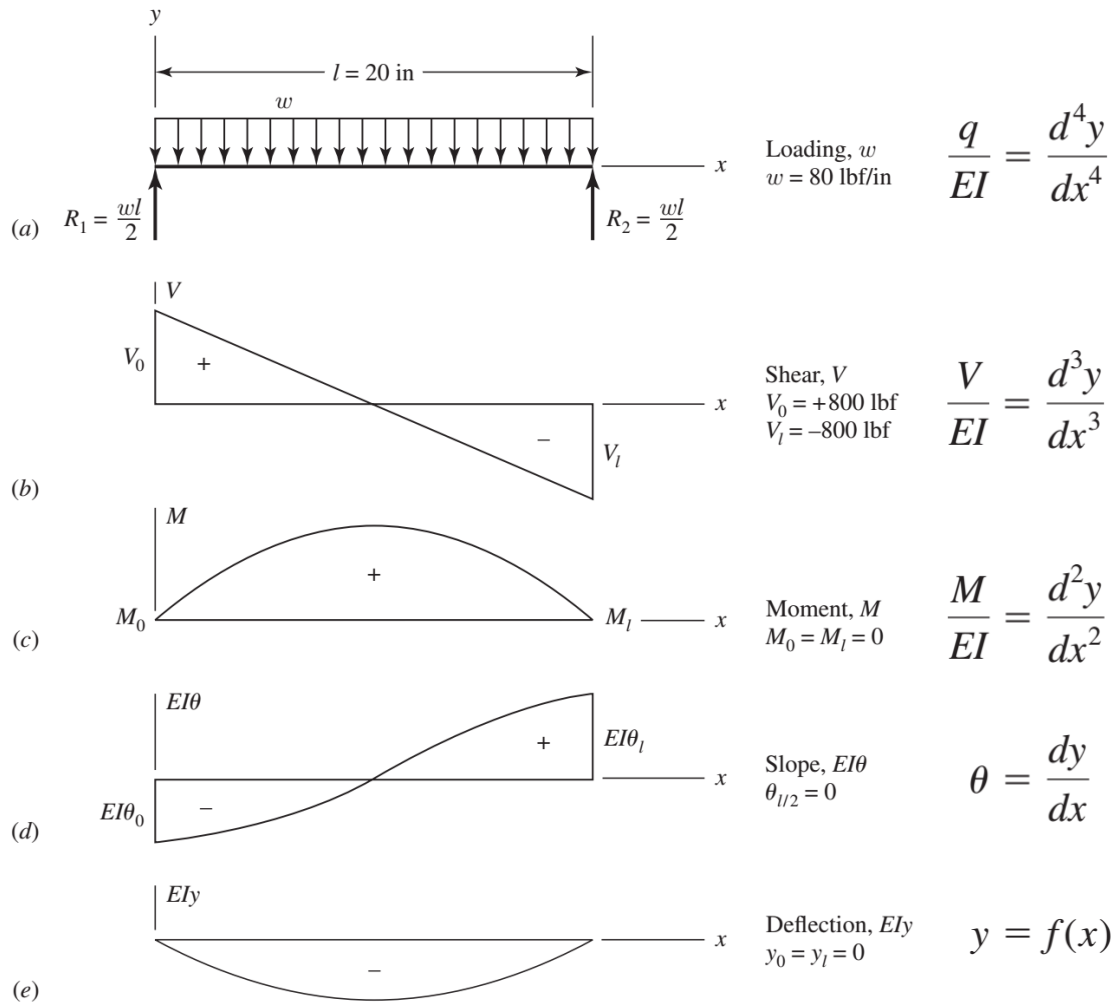 y
l = 20 in
w
x
Loading, w
w = 80 lbf/in
q/EI = d⁴y/dx⁴
(a)
R₁ = wl/2
R₂ = wl/2
V
V₀
+
x
–
V_l
Shear, V
V₀ = +800 lbf
V_l = –800 lbf
V/EI = d³y/dx³
(b)
M
+
M₀
M_l
x
Moment, M
M₀ = M_l = 0
M/EI = d²y/dx²
(c)
EIθ
+
EIθ_l
x
Slope, EIθ
θ_{l/2} = 0
θ = dy/dx
EIθ₀
–
(d)
EIy
x
–
Deflection, EIy
y₀ = y_l = 0
y = f(x)
(e)